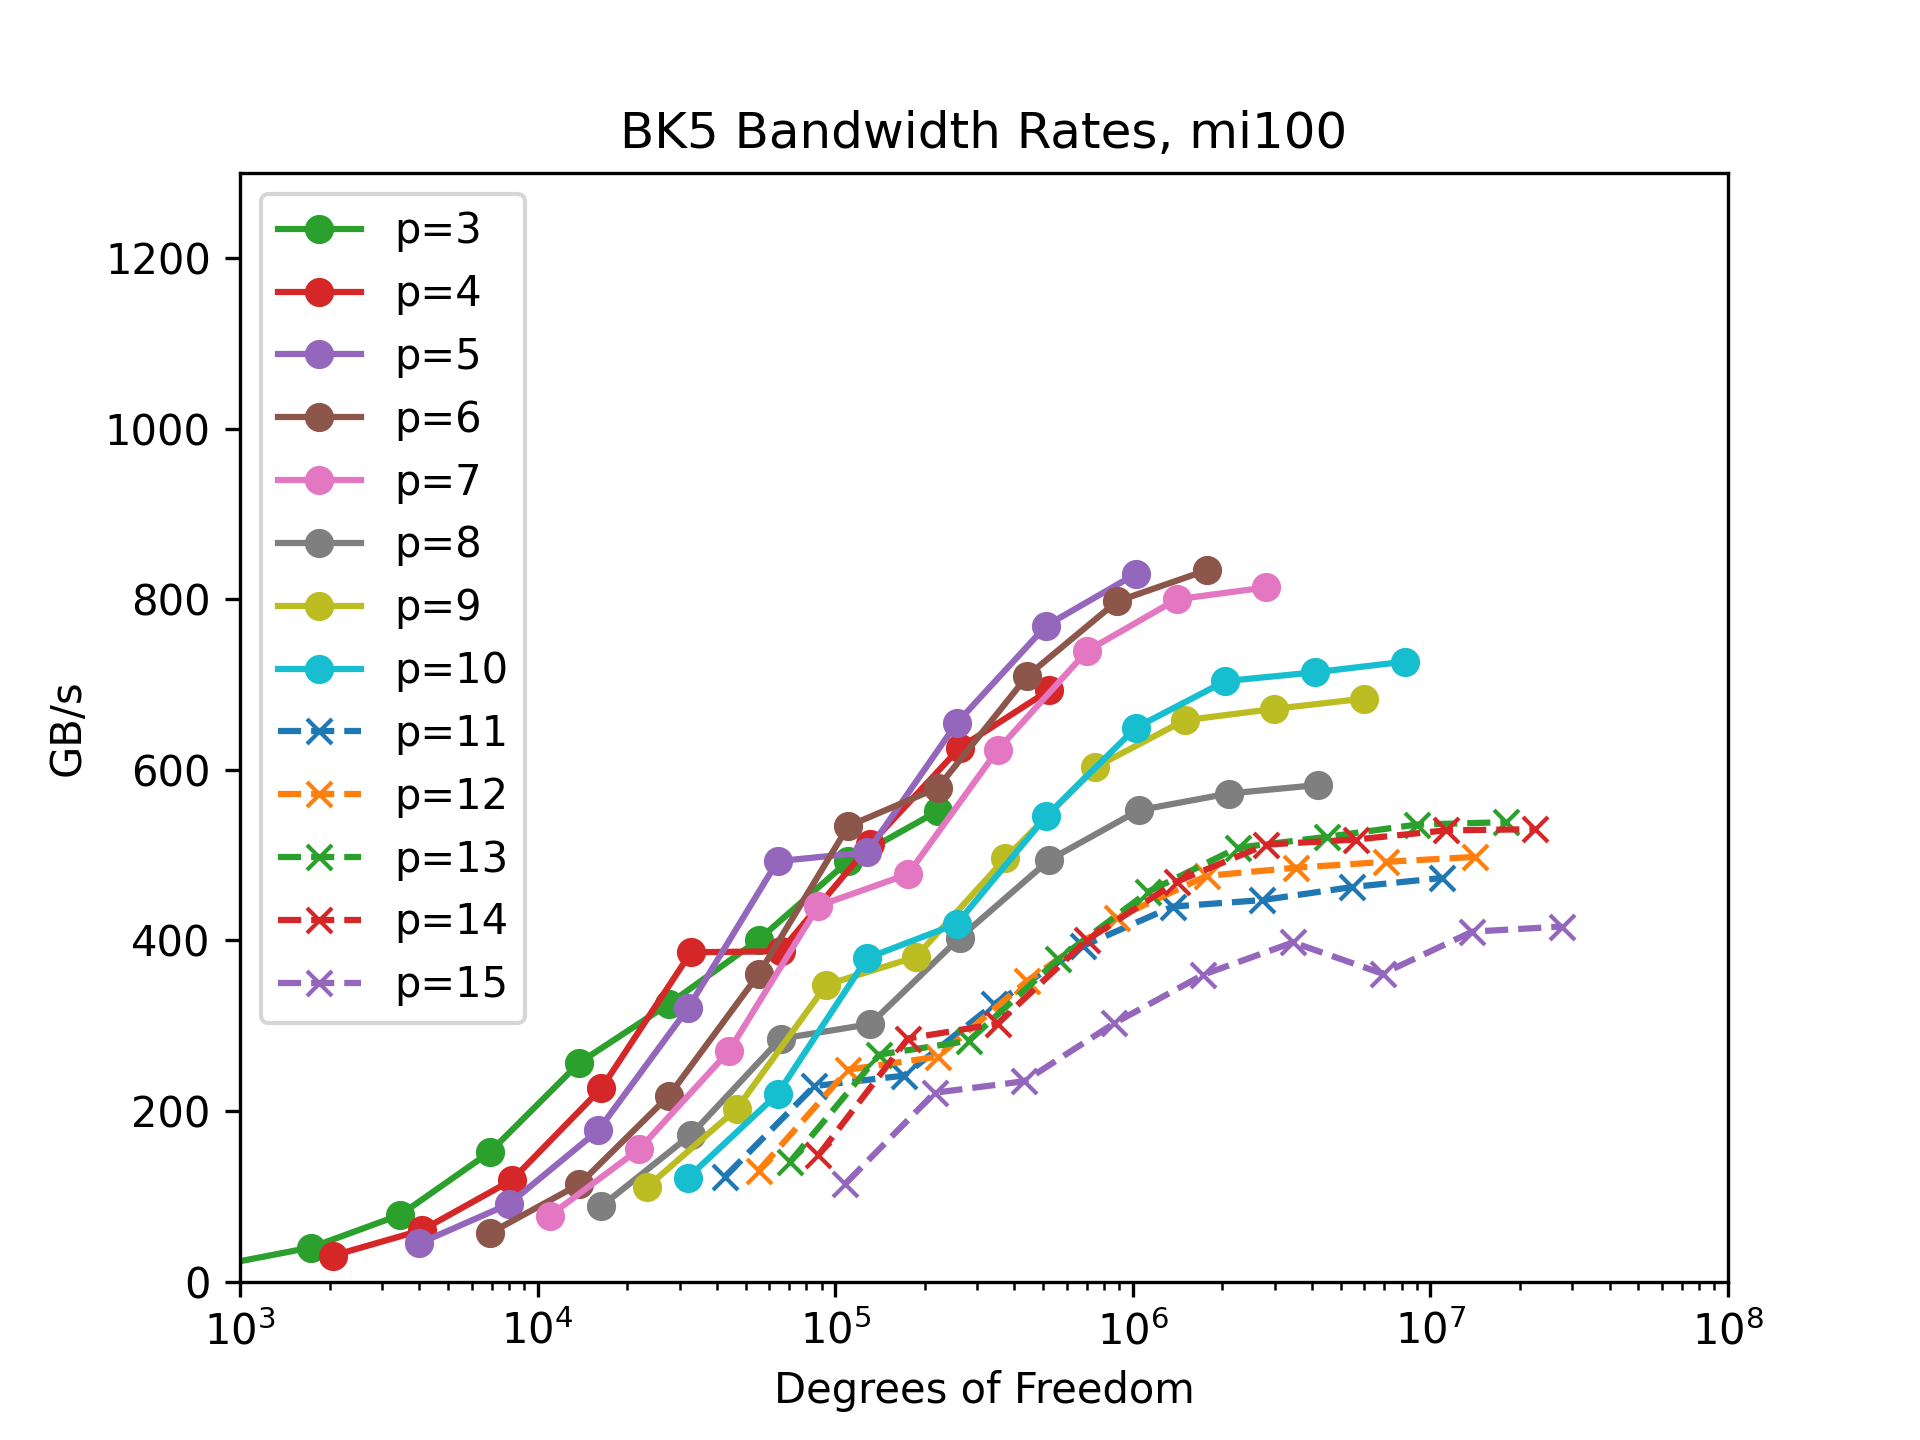 BK5 Bandwidth Rates, mi100
p=3
p=4
p=5
p=6
p=7
p=8
p=9
p=10
p=11
p=12
p=13
p=14
p=15
1200
1000
800
600
400
200
0
GB/s
10³ 10⁴ 10⁵ 10⁶ 10⁷ 10⁸
Degrees of Freedom